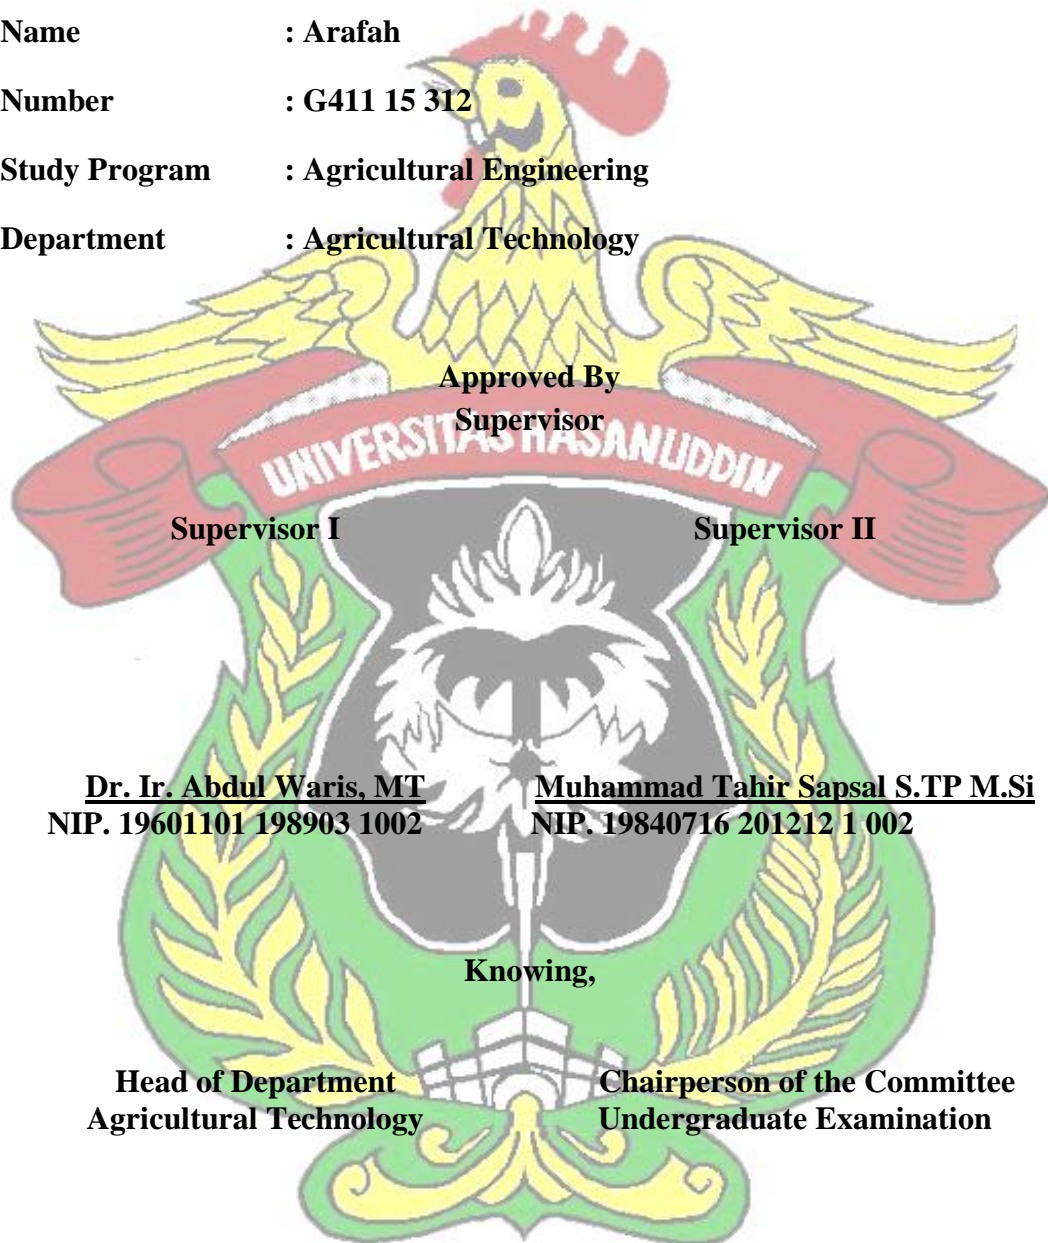 Name : Arafah
Number : G411 15 312
Study Program : Agricultural Engineering
Department : Agricultural Technology
Approved By
Supervisor
UNIVERSITAS HASANUDDIN
Supervisor I Supervisor II
Dr. Ir. Abdul Waris, MT Muhammad Tahir Sapsal S.TP M.Si
NIP. 19601101 198903 1002 NIP. 19840716 201212 1 002
Knowing,
Head of Department Chairperson of the Committee
Agricultural Technology Undergraduate Examination